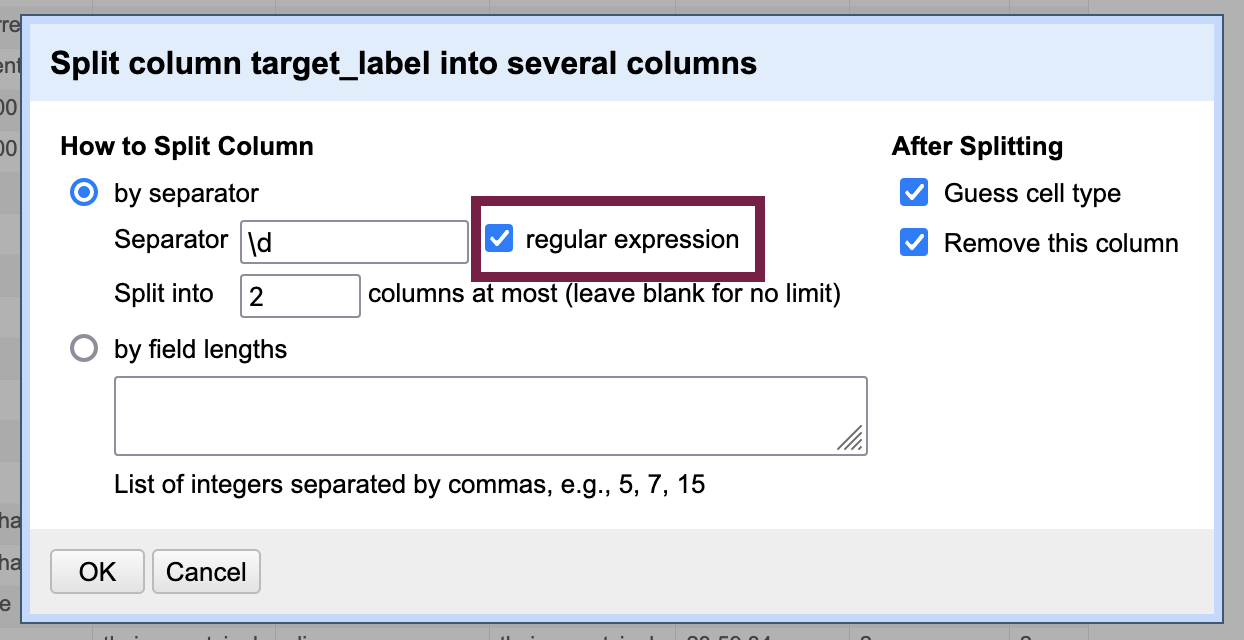 Split column target_label into several columns
How to Split Column
After Splitting
by separator
Guess cell type
Separator \d regular expression
Remove this column
Split into 2 columns at most (leave blank for no limit)
by field lengths
List of integers separated by commas, e.g., 5, 7, 15
OK Cancel